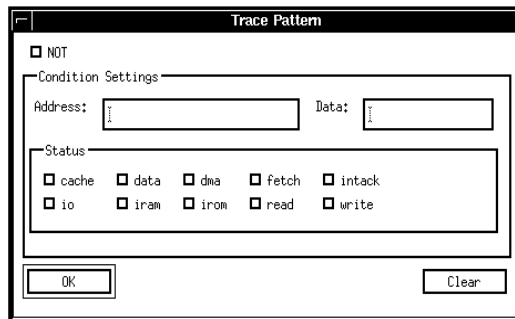 Trace Pattern
NOT
Condition Settings
Address: Data:
Status
cache data dma fetch intack
io iram irom read write
OK Clear